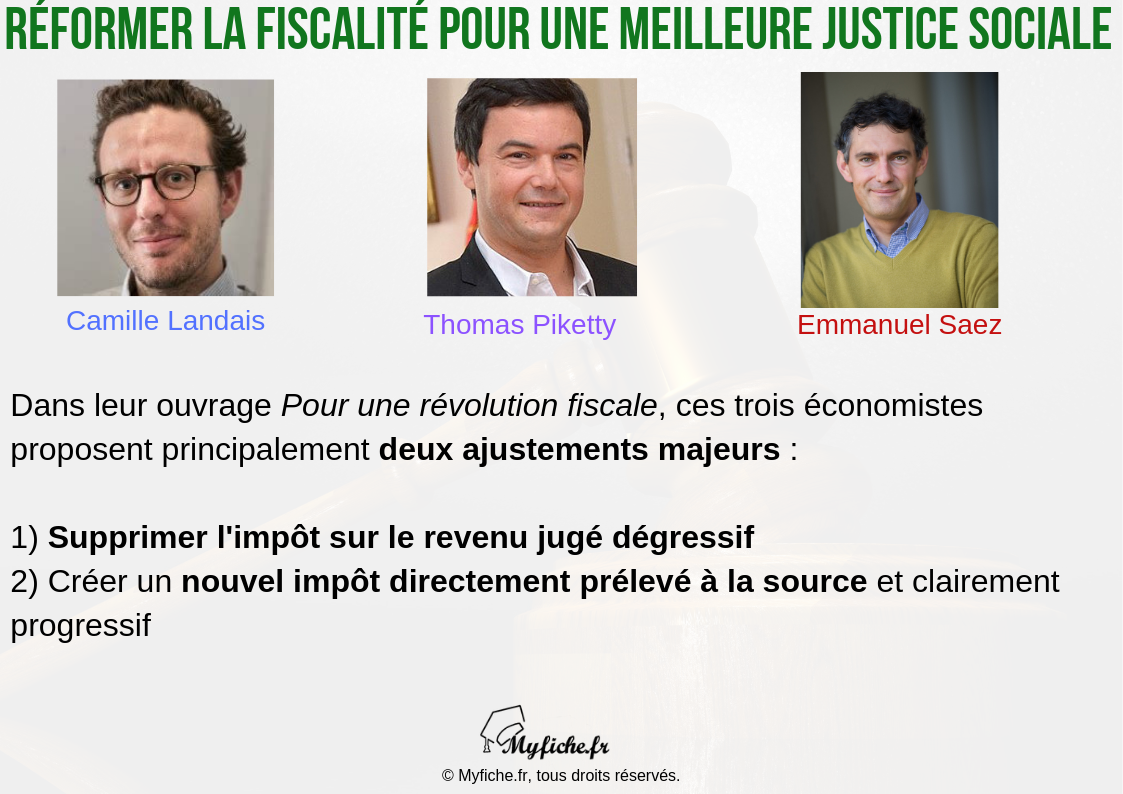 RÉFORMER LA FISCALITÉ POUR UNE MEILLEURE JUSTICE SOCIALE
Camille Landais
Thomas Piketty
Emmanuel Saez
Dans leur ouvrage Pour une révolution fiscale, ces trois économistes
proposent principalement deux ajustements majeurs :
1) Supprimer l'impôt sur le revenu jugé dégressif
2) Créer un nouvel impôt directement prélevé à la source et clairement
progressif
Myfiche.fr
© Myfiche.fr, tous droits réservés.